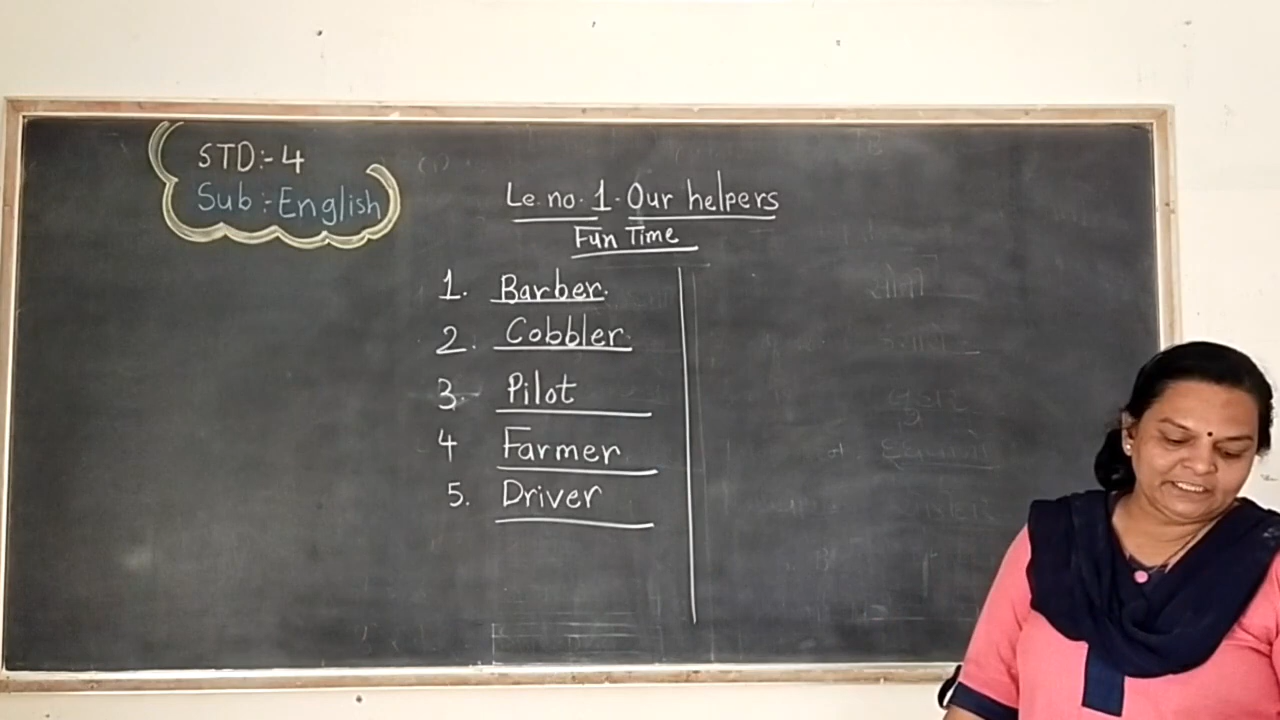 STD:- 4
Sub :- English
Le. no. 1. Our helpers
Fun Time
1. Barber.
2. Cobbler.
3. Pilot
4 Farmer
5. Driver